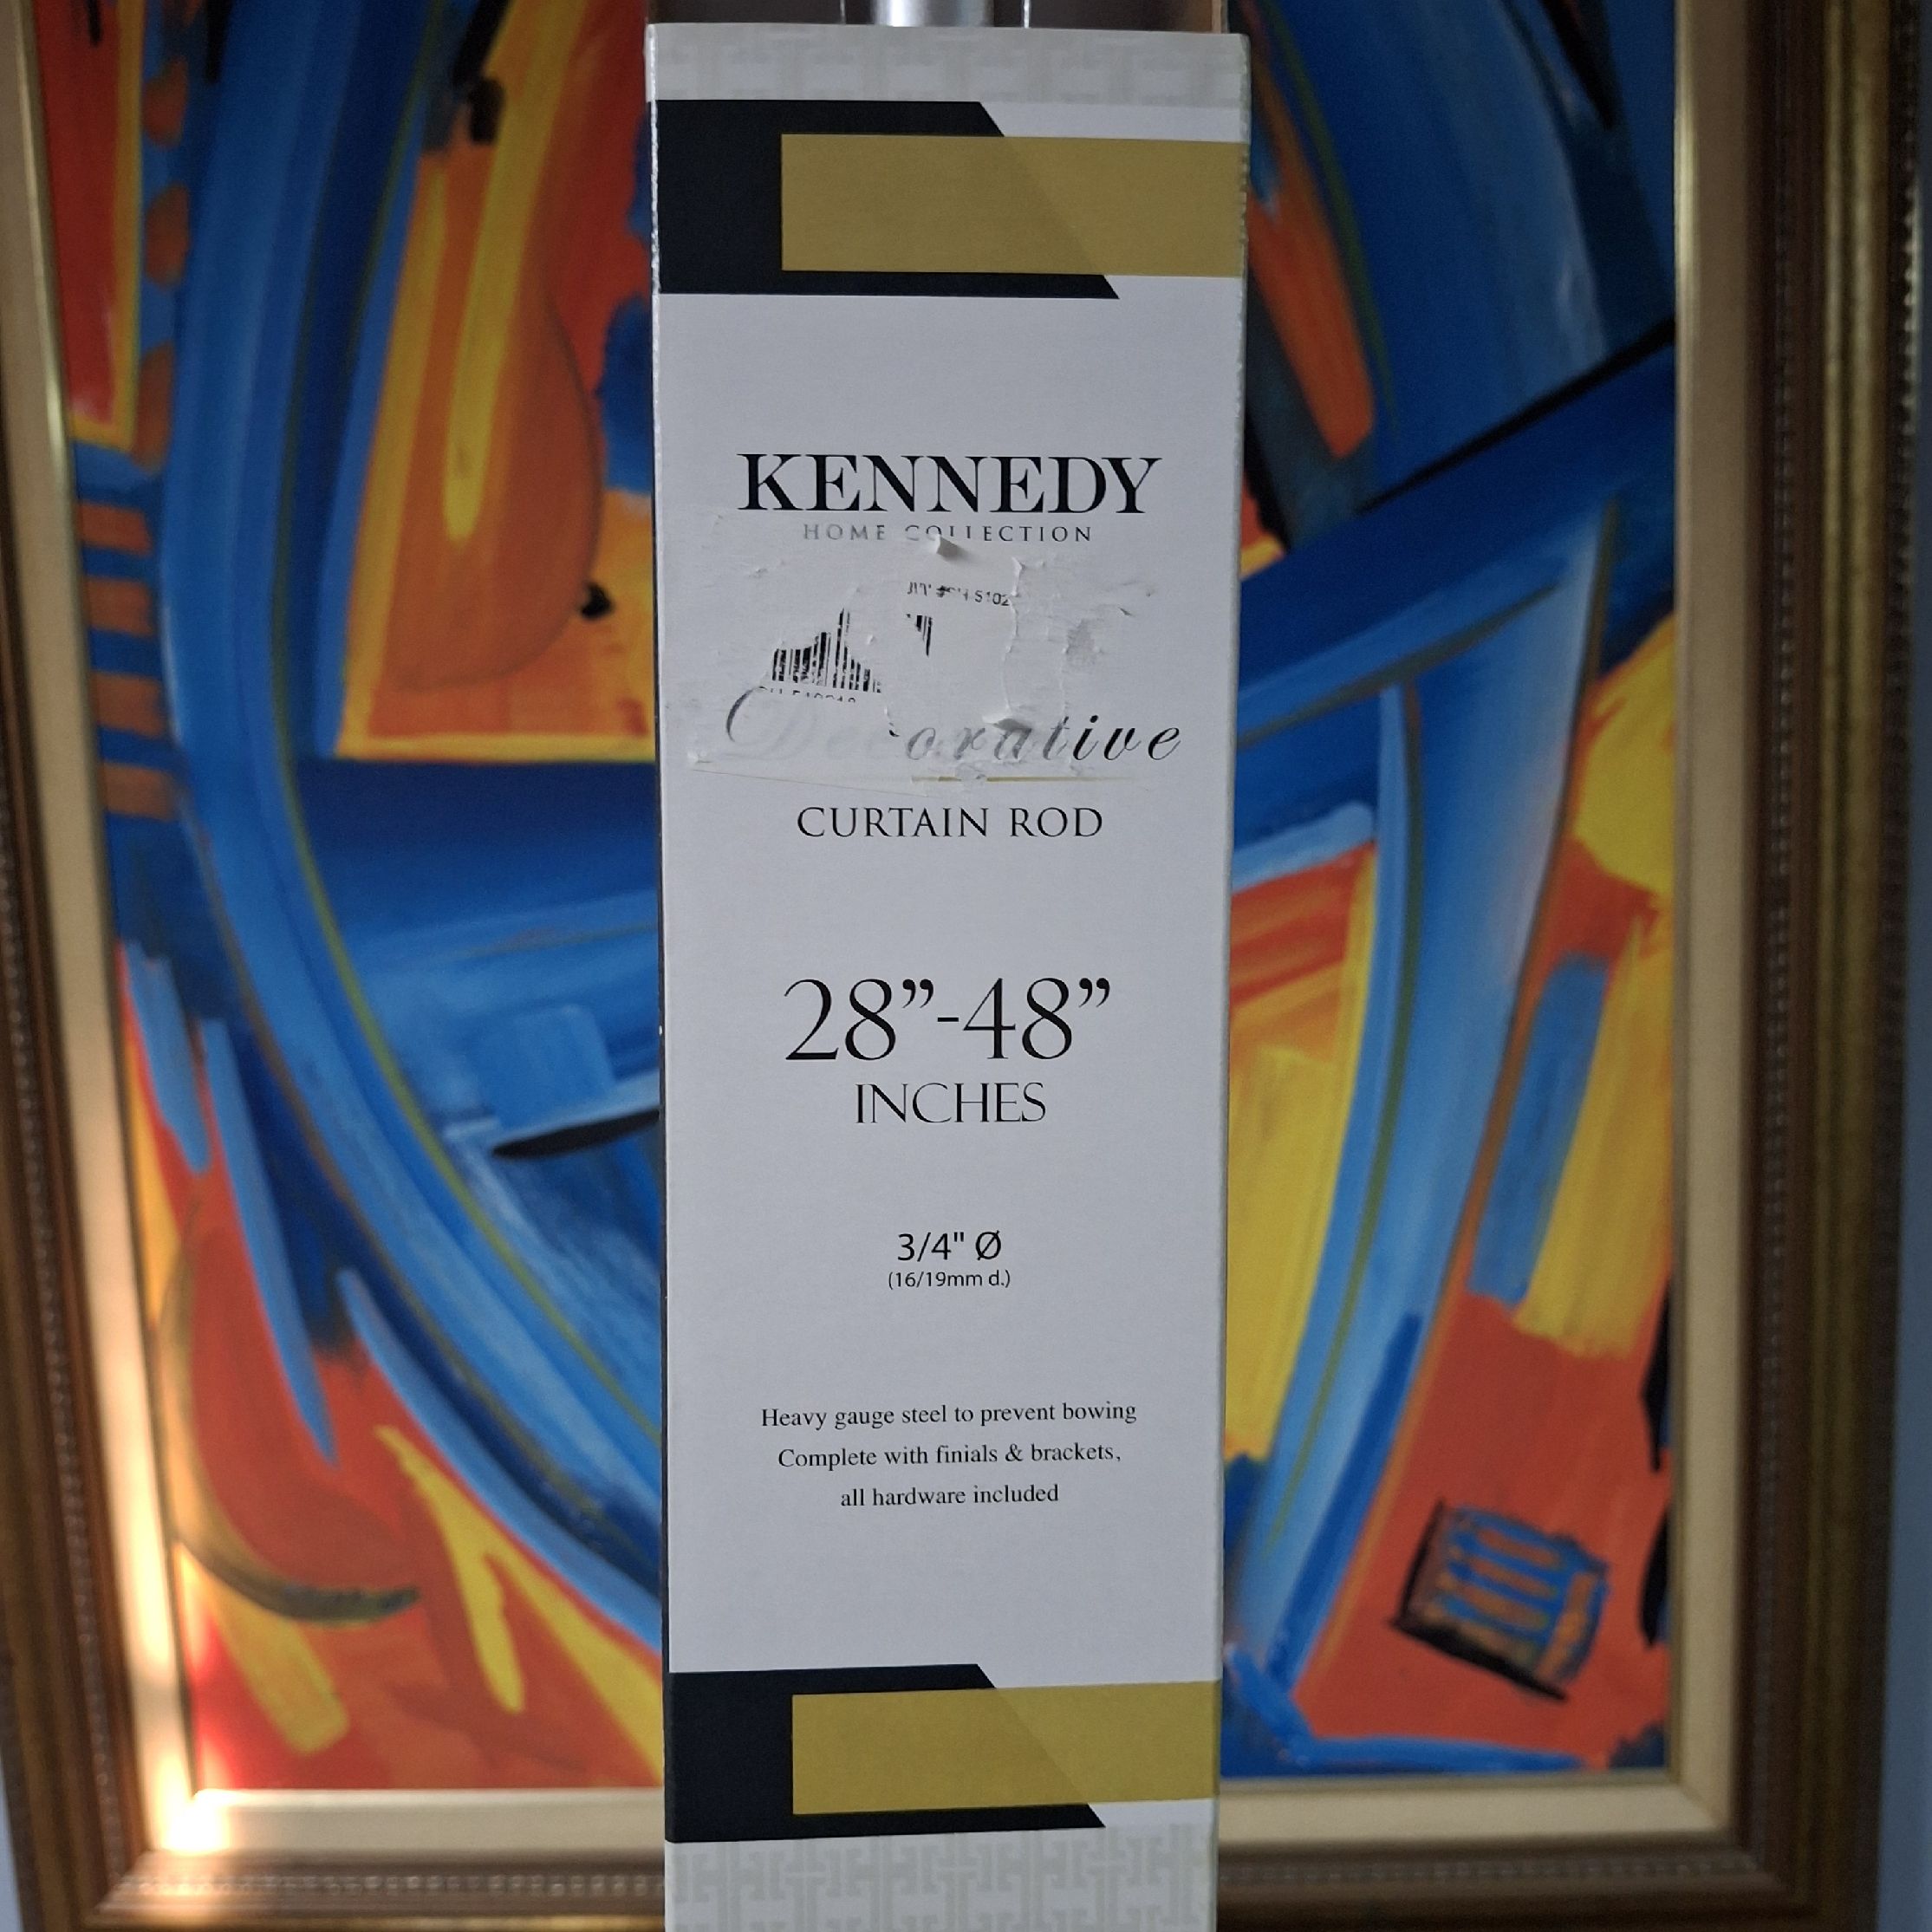 KENNEDY
HOME COLLECTION
Decorative
CURTAIN ROD
28”-48”
INCHES
3/4" Ø
(16/19mm d.)
Heavy gauge steel to prevent bowing
Complete with finials & brackets,
all hardware included